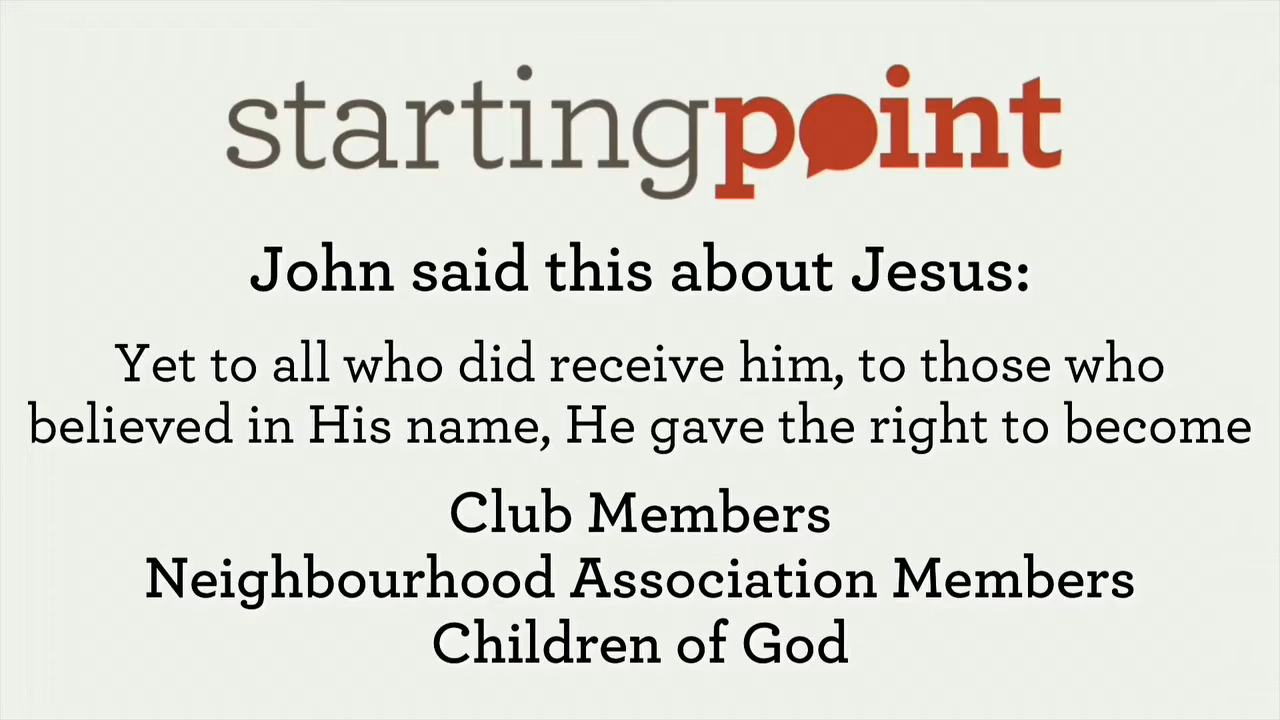 startingpoint
John said this about Jesus:
Yet to all who did receive him, to those who
believed in His name, He gave the right to become
Club Members
Neighbourhood Association Members
Children of God